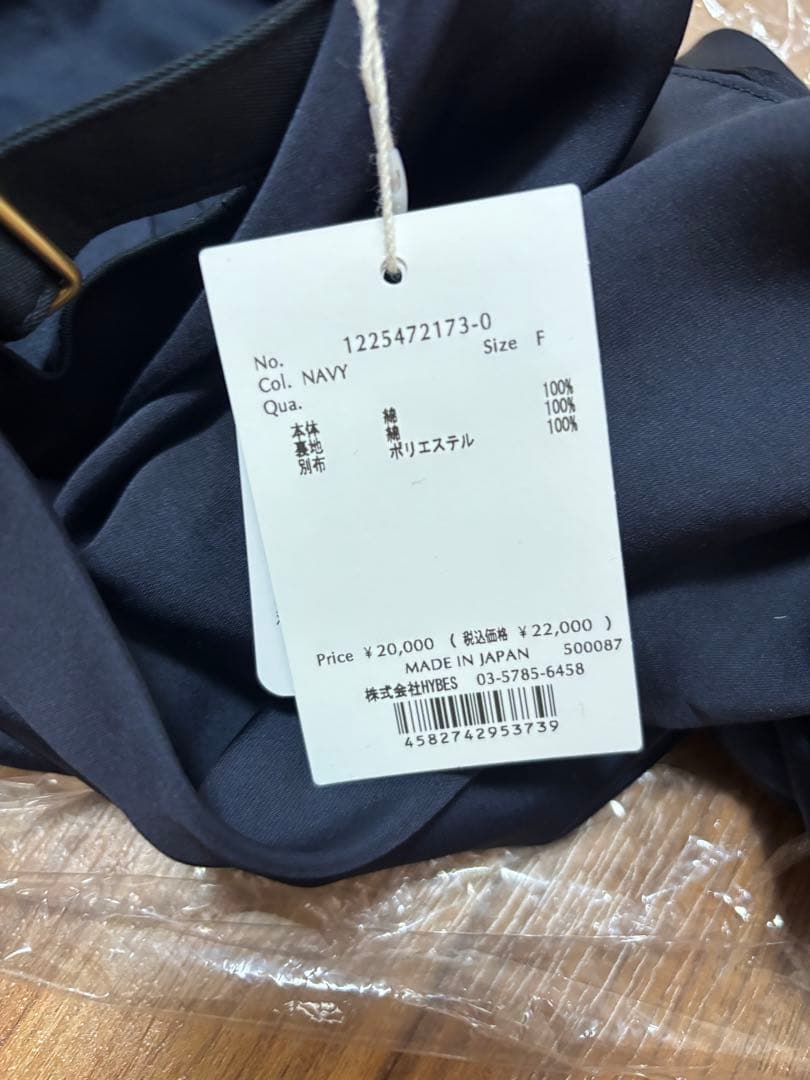 No. 1225472173-0
Col. NAVY Size F
Qua.
本体 綿 100%
裏地 綿 100%
別布 ポリエステル 100%
Price ¥20,000 (税込価格 ¥22,000)
MADE IN JAPAN 500087
株式会社HYBES 03-5785-6458
4582742953739